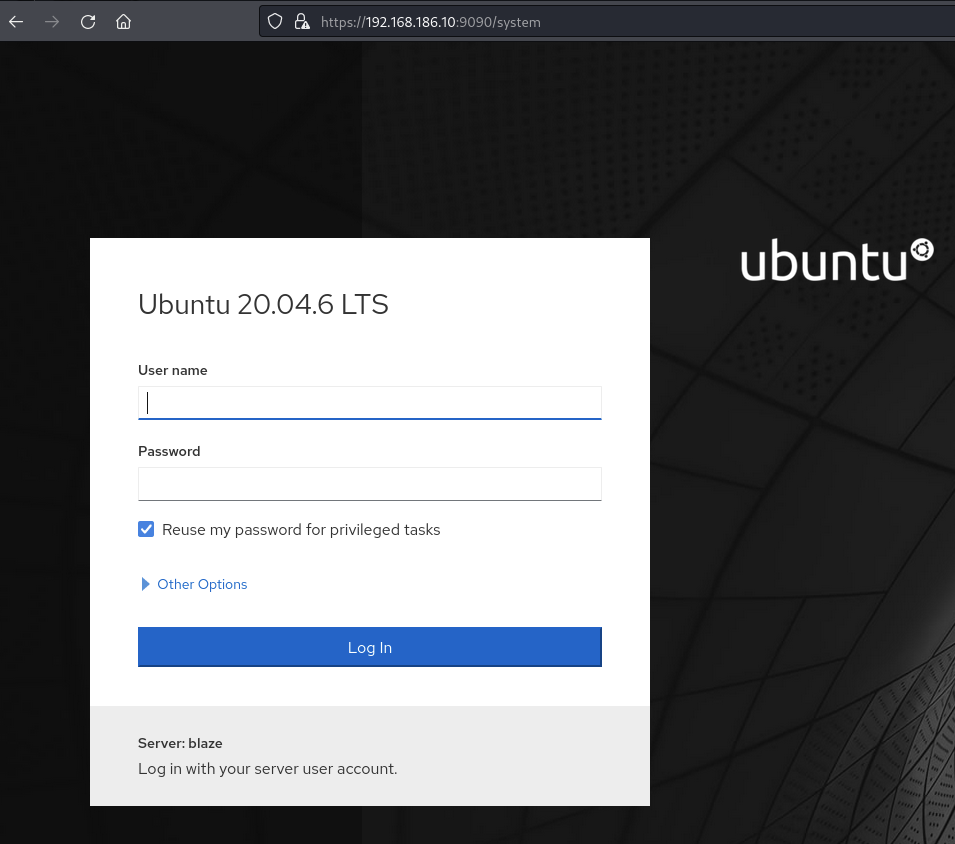 https://192.168.186.10:9090/system
ubuntu
Ubuntu 20.04.6 LTS
User name
Password
Reuse my password for privileged tasks
Other Options
Log In
Server: blaze
Log in with your server user account.